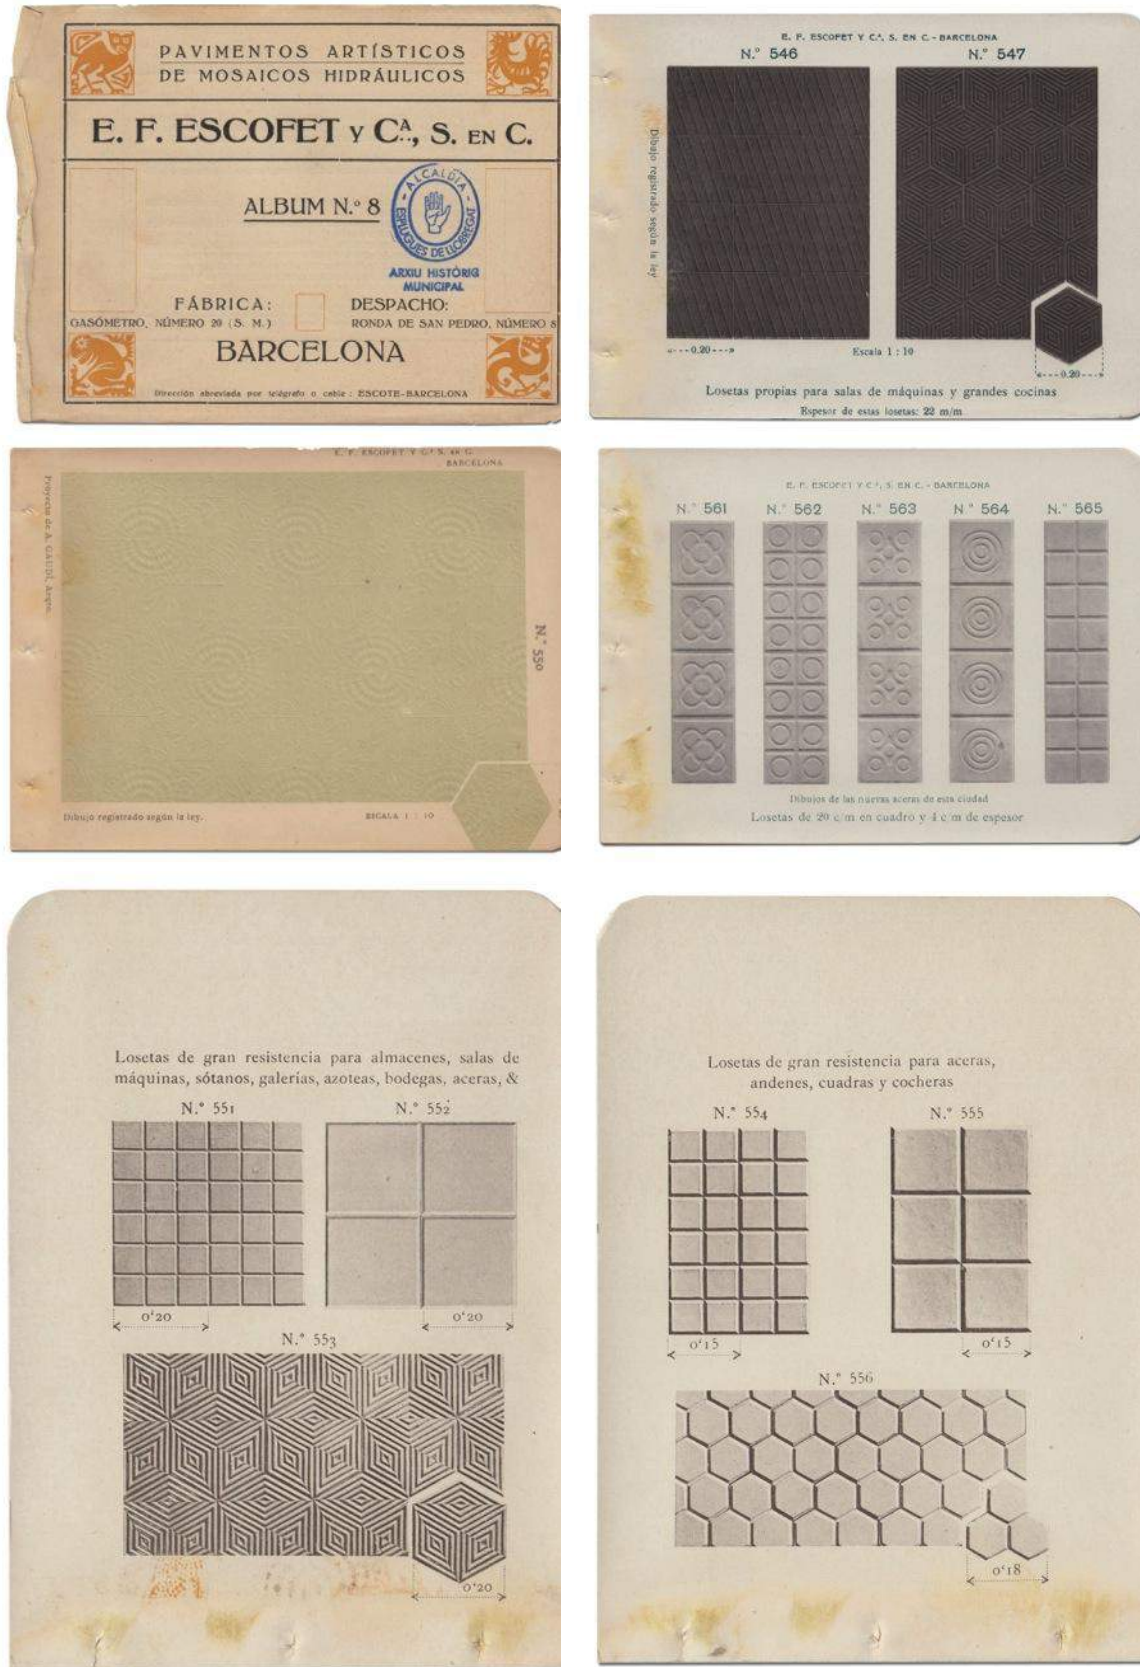 PAVIMENTOS ARTÍSTICOS
DE MOSAICOS HIDRÁULICOS
E. F. ESCOFET Y Cᴬ., S. EN C.
ALBUM N.º 8
ALCALDÍA
ESPLUGUES DE LLOBREGAT
ARXIU HISTÒRIG
MUNICIPAL
FÁBRICA:
GASÓMETRO, NÚMERO 20 (S. M.)
DESPACHO:
RONDA DE SAN PEDRO, NÚMERO 8
BARCELONA
Dirección abreviada por telégrafo o cable: ESCOTE-BARCELONA
E. F. ESCOFET Y C.ª, S. EN C. - BARCELONA
N.º 546
N.º 547
Dibujo registrado según la ley
0.20
Escala 1 : 10
0.20
Losetas propias para salas de máquinas y grandes cocinas
Espesor de estas losetas: 22 m/m
E. F. ESCOFET Y C.ª S. EN C.
BARCELONA
Proyecto de A. GAUDÍ, Arqto.
N.º 550
Dibujo registrado según la ley.
ESCALA 1 : 10
E. F. ESCOFET Y C.ª, S. EN C. - BARCELONA
N.º 561
N.º 562
N.º 563
N.º 564
N.º 565
Dibujos de las nuevas aceras de esta ciudad
Losetas de 20 c/m en cuadro y 4 c/m de espesor
Losetas de gran resistencia para almacenes, salas de
máquinas, sótanos, galerías, azoteas, bodegas, aceras, &
N.º 551
N.º 552
0'20
0'20
N.º 553
0'20
Losetas de gran resistencia para aceras,
andenes, cuadras y cocheras
N.º 554
N.º 555
0'15
0'15
N.º 556
0'18